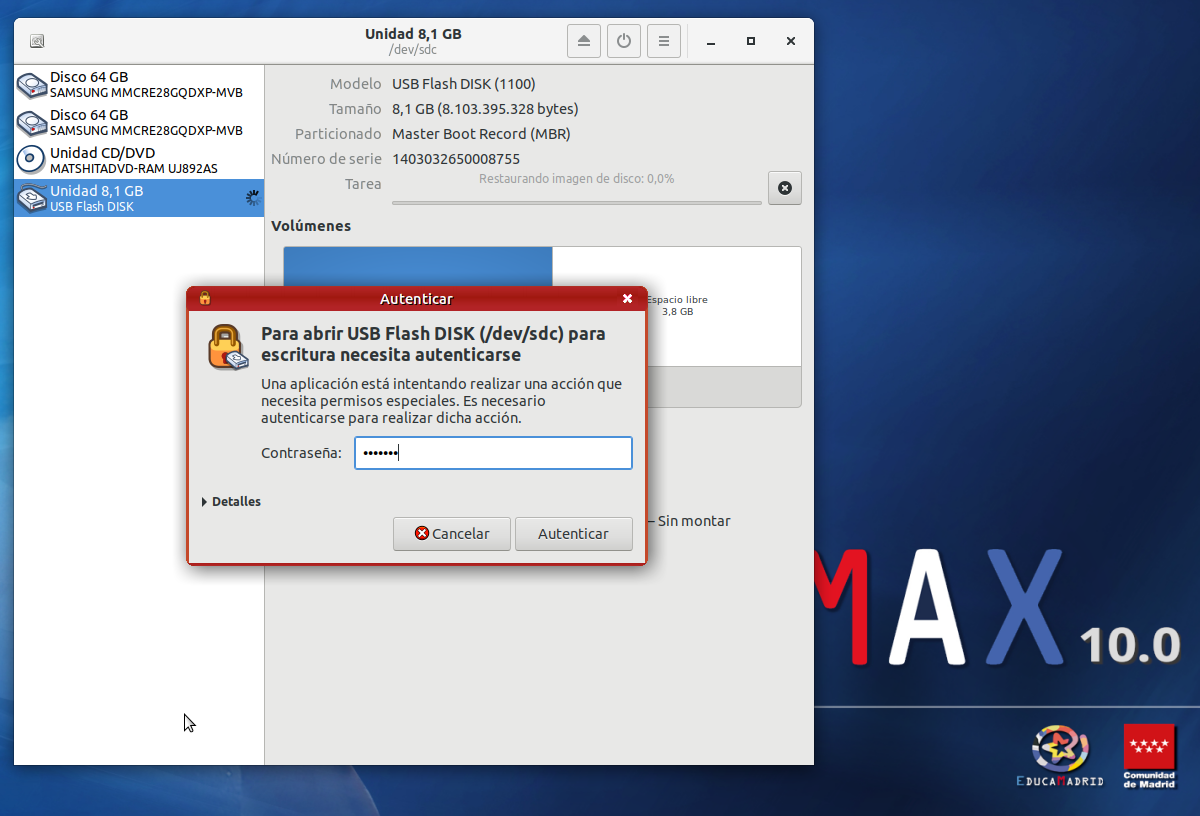 Unidad 8,1 GB
/dev/sdc
Disco 64 GB
SAMSUNG MMCRE28GQDXP-MVB
Disco 64 GB
SAMSUNG MMCRE28GQDXP-MVB
Unidad CD/DVD
MATSHITADVD-RAM UJ892AS
Unidad 8,1 GB
USB Flash DISK
Modelo USB Flash DISK (1100)
Tamaño 8,1 GB (8.103.395.328 bytes)
Particionado Master Boot Record (MBR)
Número de serie 1403032650008755
Tarea Restaurando imagen de disco: 0,0%
Volúmenes
Espacio libre
3,8 GB
Autenticar
Para abrir USB Flash DISK (/dev/sdc) para
escritura necesita autenticarse
Una aplicación está intentando realizar una acción que
necesita permisos especiales. Es necesario
autenticarse para realizar dicha acción.
Contraseña: •••••••
Detalles
Cancelar Autenticar
– Sin montar
MAX 10.0
EDUCAMADRID
Comunidad
de Madrid